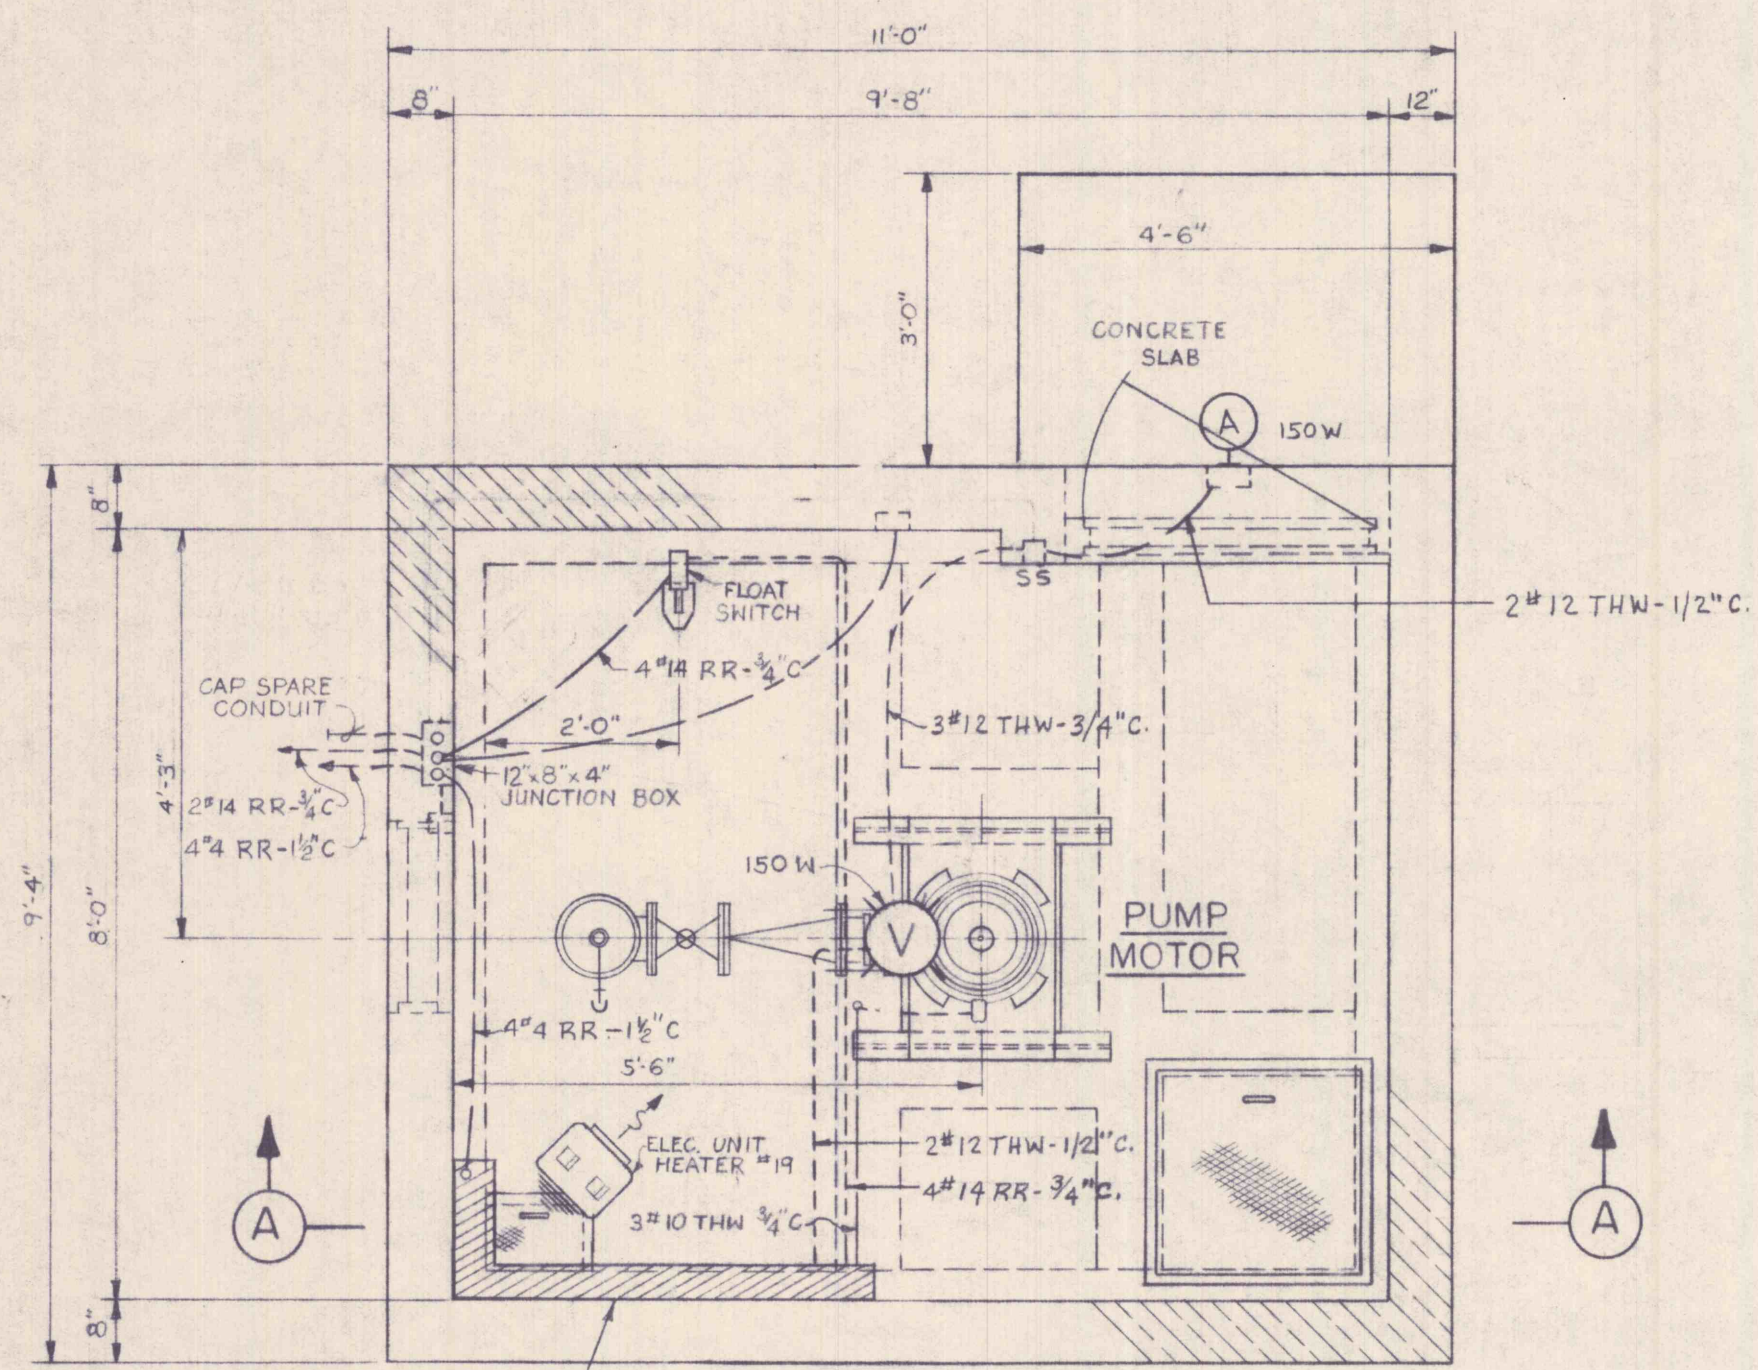 11'-0"
8"
9'-8"
12"
4'-6"
3'-0"
CONCRETE
SLAB
A
150 W
8"
SS
FLOAT
SWITCH
2#12 THW-1/2"C.
4#14 RR-3/4"C
CAP SPARE
CONDUIT
2'-0"
3#12 THW-3/4"C.
12"x8"x4"
JUNCTION BOX
4'-3"
2#14 RR-3/4"C
4#4 RR-1 1/2"C
150 W
9'-4"
8'-0"
V
PUMP
MOTOR
4#4 RR-1 1/2"C
5'-6"
ELEC. UNIT
HEATER #19
2#12 THW-1/2"C.
4#14 RR-3/4"C.
3#10 THW 3/4"C
A
A
8"